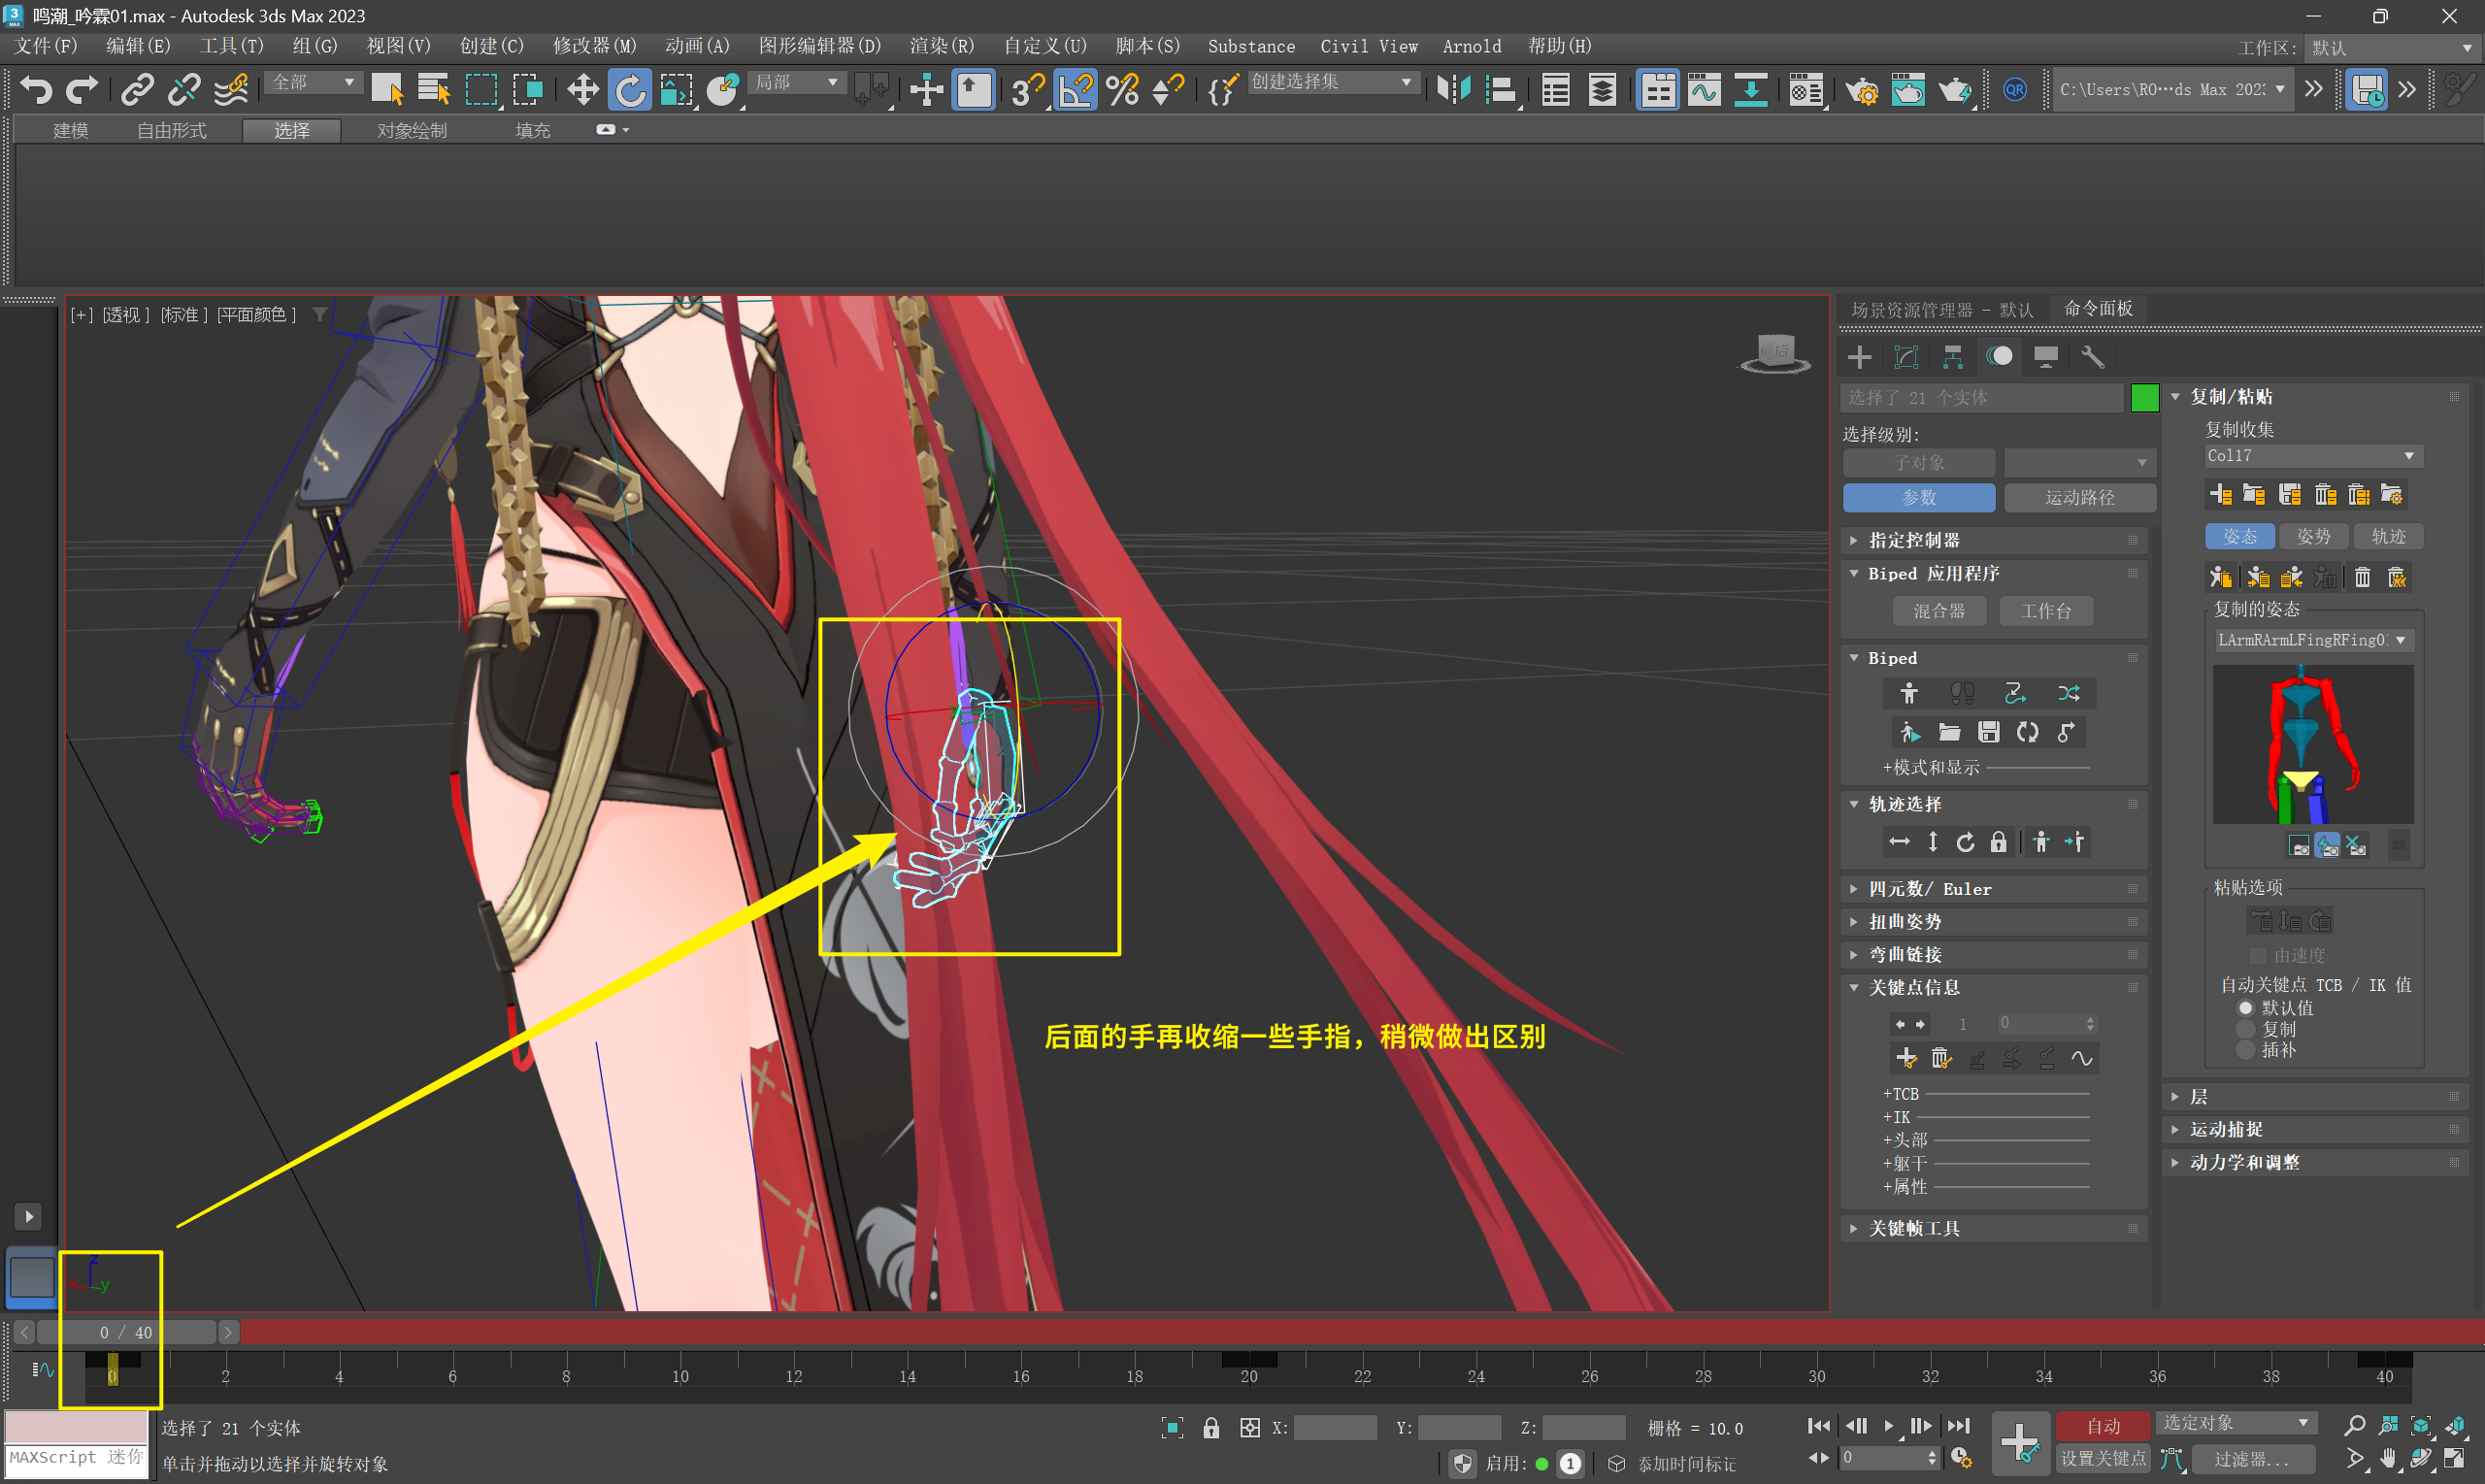 鸣潮_吟霖01.max - Autodesk 3ds Max 2023
文件(F) 编辑(E) 工具(T) 组(G) 视图(V) 创建(C) 修改器(M) 动画(A) 图形编辑器(D) 渲染(R) 自定义(U) 脚本(S) Substance Civil View Arnold 帮助(H)
工作区: 默认
全部
局部
创建选择集
QR
C:\Users\RO…ds Max 202
建模 自由形式 选择 对象绘制 填充
[+] [透视] [标准] [平面颜色]
后
后面的手再收缩一些手指，稍微做出区别
x z y
场景资源管理器 - 默认 命令面板
选择了 21 个实体
选择级别:
子对象
参数 运动路径
指定控制器
Biped 应用程序
混合器 工作台
Biped
+模式和显示
轨迹选择
四元数/ Euler
扭曲姿势
弯曲链接
关键点信息
1 0
+TCB
+IK
+头部
+躯干
+属性
关键帧工具
复制/粘贴
复制收集
Col17
姿态 姿势 轨迹
复制的姿态
LArmRArmLFingRFing0
粘贴选项
由速度
自动关键点 TCB / IK 值
默认值
复制
插补
层
运动捕捉
动力学和调整
0 / 40
0 2 4 6 8 10 12 14 16 18 20 22 24 26 28 30 32 34 36 38 40
选择了 21 个实体
X: Y: Z: 栅格 = 10.0
自动 选定对象
MAXScript 迷你
单击并拖动以选择并旋转对象
启用: 1 添加时间标记
0
设置关键点 过滤器...